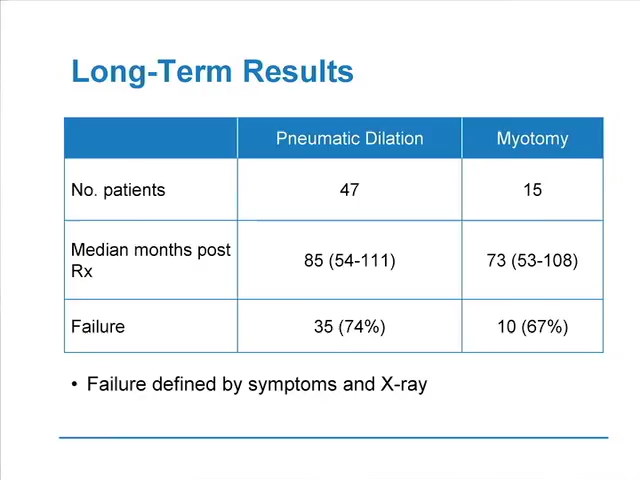 Long-Term Results
Pneumatic Dilation Myotomy
No. patients 47 15
Median months post
Rx 85 (54-111) 73 (53-108)
Failure 35 (74%) 10 (67%)
• Failure defined by symptoms and X-ray